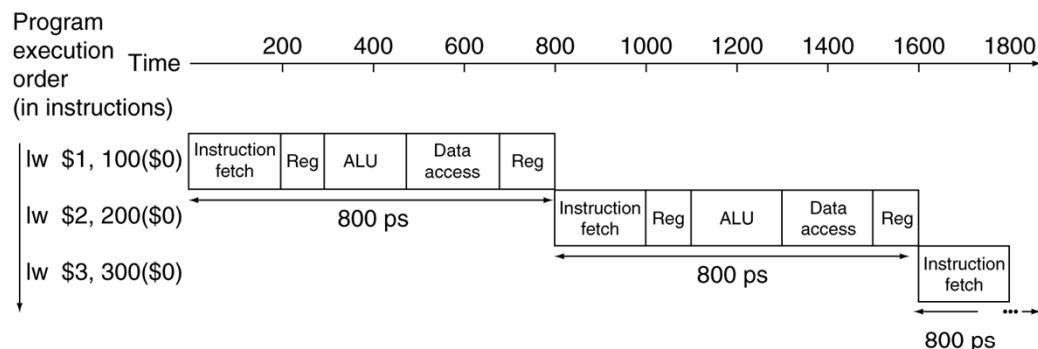 Program
execution
order
(in instructions)
Time
200 400 600 800 1000 1200 1400 1600 1800
lw $1, 100($0)
Instruction
fetch
Reg
ALU
Data
access
Reg
800 ps
lw $2, 200($0)
Instruction
fetch
Reg
ALU
Data
access
Reg
800 ps
lw $3, 300($0)
Instruction
fetch
...
800 ps